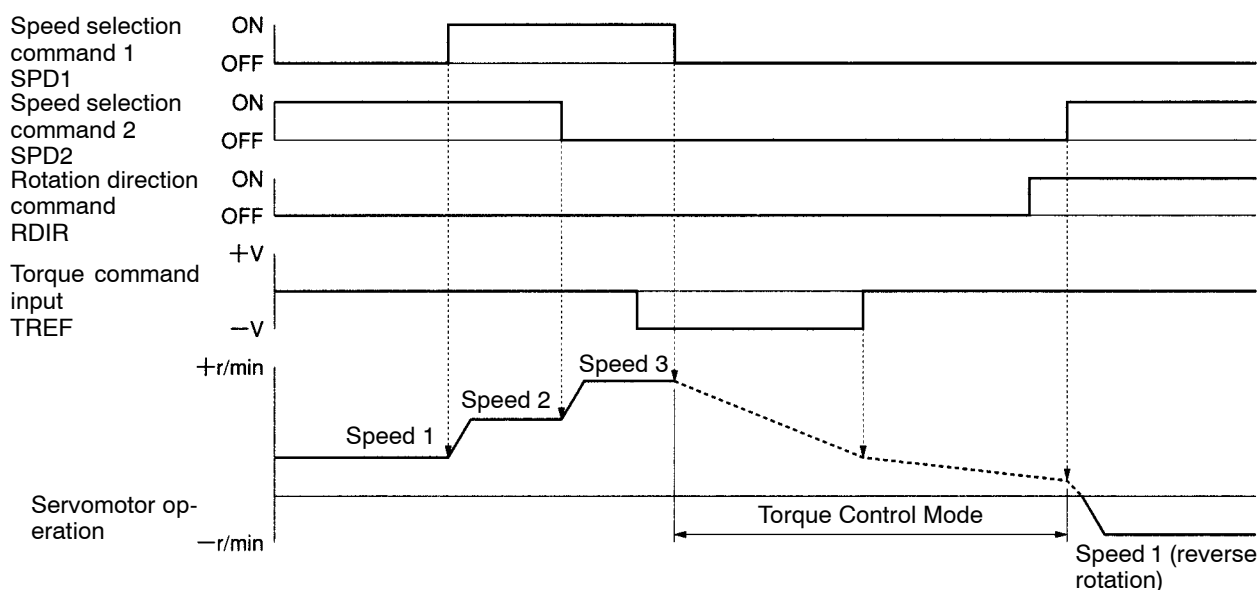 Speed selection
command 1
SPD1
ON
OFF
Speed selection
command 2
SPD2
ON
OFF
Rotation direction
command
RDIR
ON
OFF
Torque command
input
TREF
+V
−V
+r/min
Speed 1
Speed 2
Speed 3
Servomotor op-
eration
−r/min
Torque Control Mode
Speed 1 (reverse
rotation)